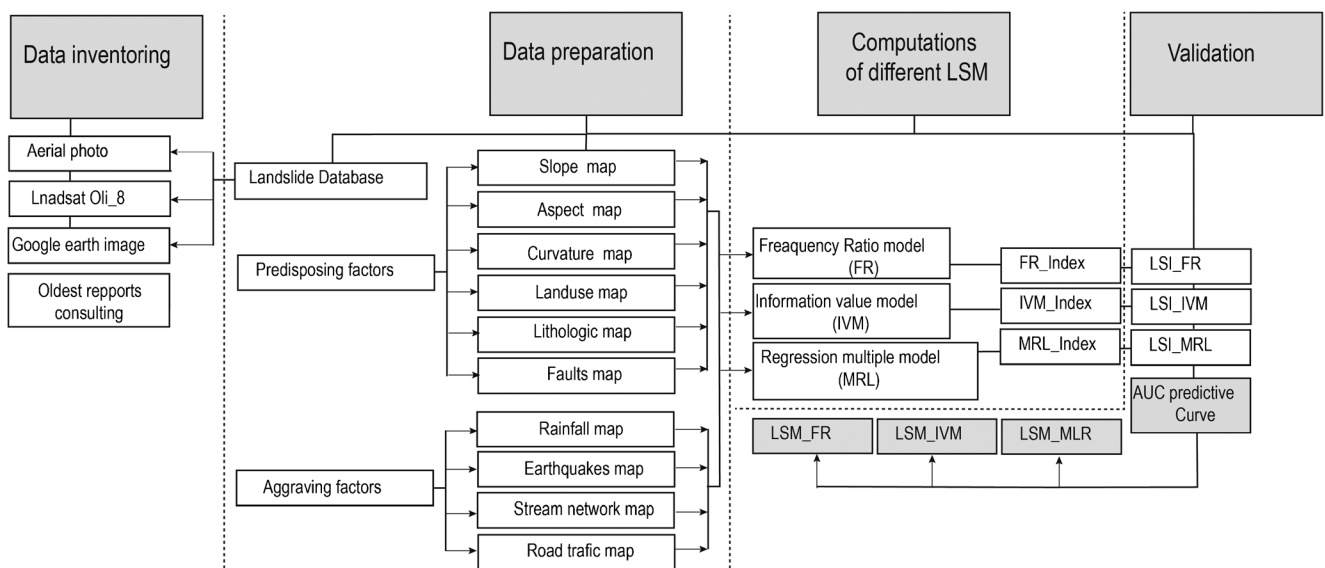 Data inventoring
Data preparation
Computations
of different LSM
Validation
Aerial photo
Lnadsat Oli_8
Google earth image
Oldest repports
consulting
Landslide Database
Predisposing factors
Aggraving factors
Slope map
Aspect map
Curvature map
Landuse map
Lithologic map
Faults map
Rainfall map
Earthquakes map
Stream network map
Road trafic map
Freaquency Ratio model
(FR)
Information value model
(IVM)
Regression multiple model
(MRL)
FR_Index
IVM_Index
MRL_Index
LSI_FR
LSI_IVM
LSI_MRL
AUC predictive
Curve
LSM_FR
LSM_IVM
LSM_MLR